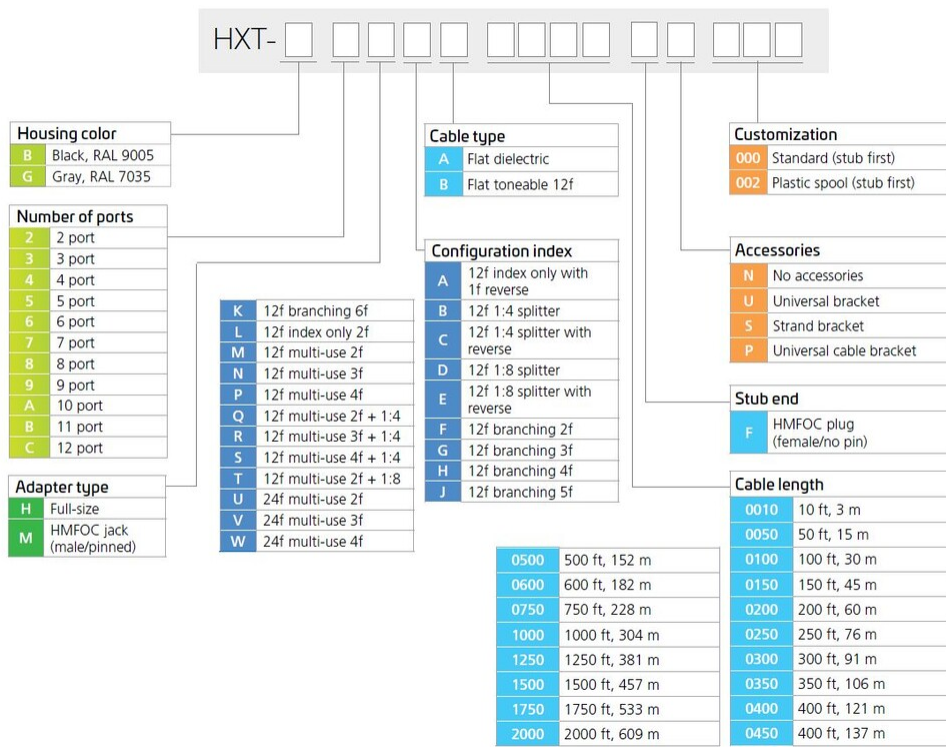 HXT-
Housing color
B Black, RAL 9005
G Gray, RAL 7035
Number of ports
2 2 port
3 3 port
4 4 port
5 5 port
6 6 port
7 7 port
8 8 port
9 9 port
A 10 port
B 11 port
C 12 port
Adapter type
H Full-size
M HMFOC jack
(male/pinned)
K 12f branching 6f
L 12f index only 2f
M 12f multi-use 2f
N 12f multi-use 3f
P 12f multi-use 4f
Q 12f multi-use 2f + 1:4
R 12f multi-use 3f + 1:4
S 12f multi-use 4f + 1:4
T 12f multi-use 2f + 1:8
U 24f multi-use 2f
V 24f multi-use 3f
W 24f multi-use 4f
Cable type
A Flat dielectric
B Flat toneable 12f
Configuration index
A 12f index only with
1f reverse
B 12f 1:4 splitter
C 12f 1:4 splitter with
reverse
D 12f 1:8 splitter
E 12f 1:8 splitter with
reverse
F 12f branching 2f
G 12f branching 3f
H 12f branching 4f
J 12f branching 5f
Customization
000 Standard (stub first)
002 Plastic spool (stub first)
Accessories
N No accessories
U Universal bracket
S Strand bracket
P Universal cable bracket
Stub end
F HMFOC plug
(female/no pin)
Cable length
0010 10 ft, 3 m
0050 50 ft, 15 m
0100 100 ft, 30 m
0150 150 ft, 45 m
0200 200 ft, 60 m
0250 250 ft, 76 m
0300 300 ft, 91 m
0350 350 ft, 106 m
0400 400 ft, 121 m
0450 400 ft, 137 m
0500 500 ft, 152 m
0600 600 ft, 182 m
0750 750 ft, 228 m
1000 1000 ft, 304 m
1250 1250 ft, 381 m
1500 1500 ft, 457 m
1750 1750 ft, 533 m
2000 2000 ft, 609 m